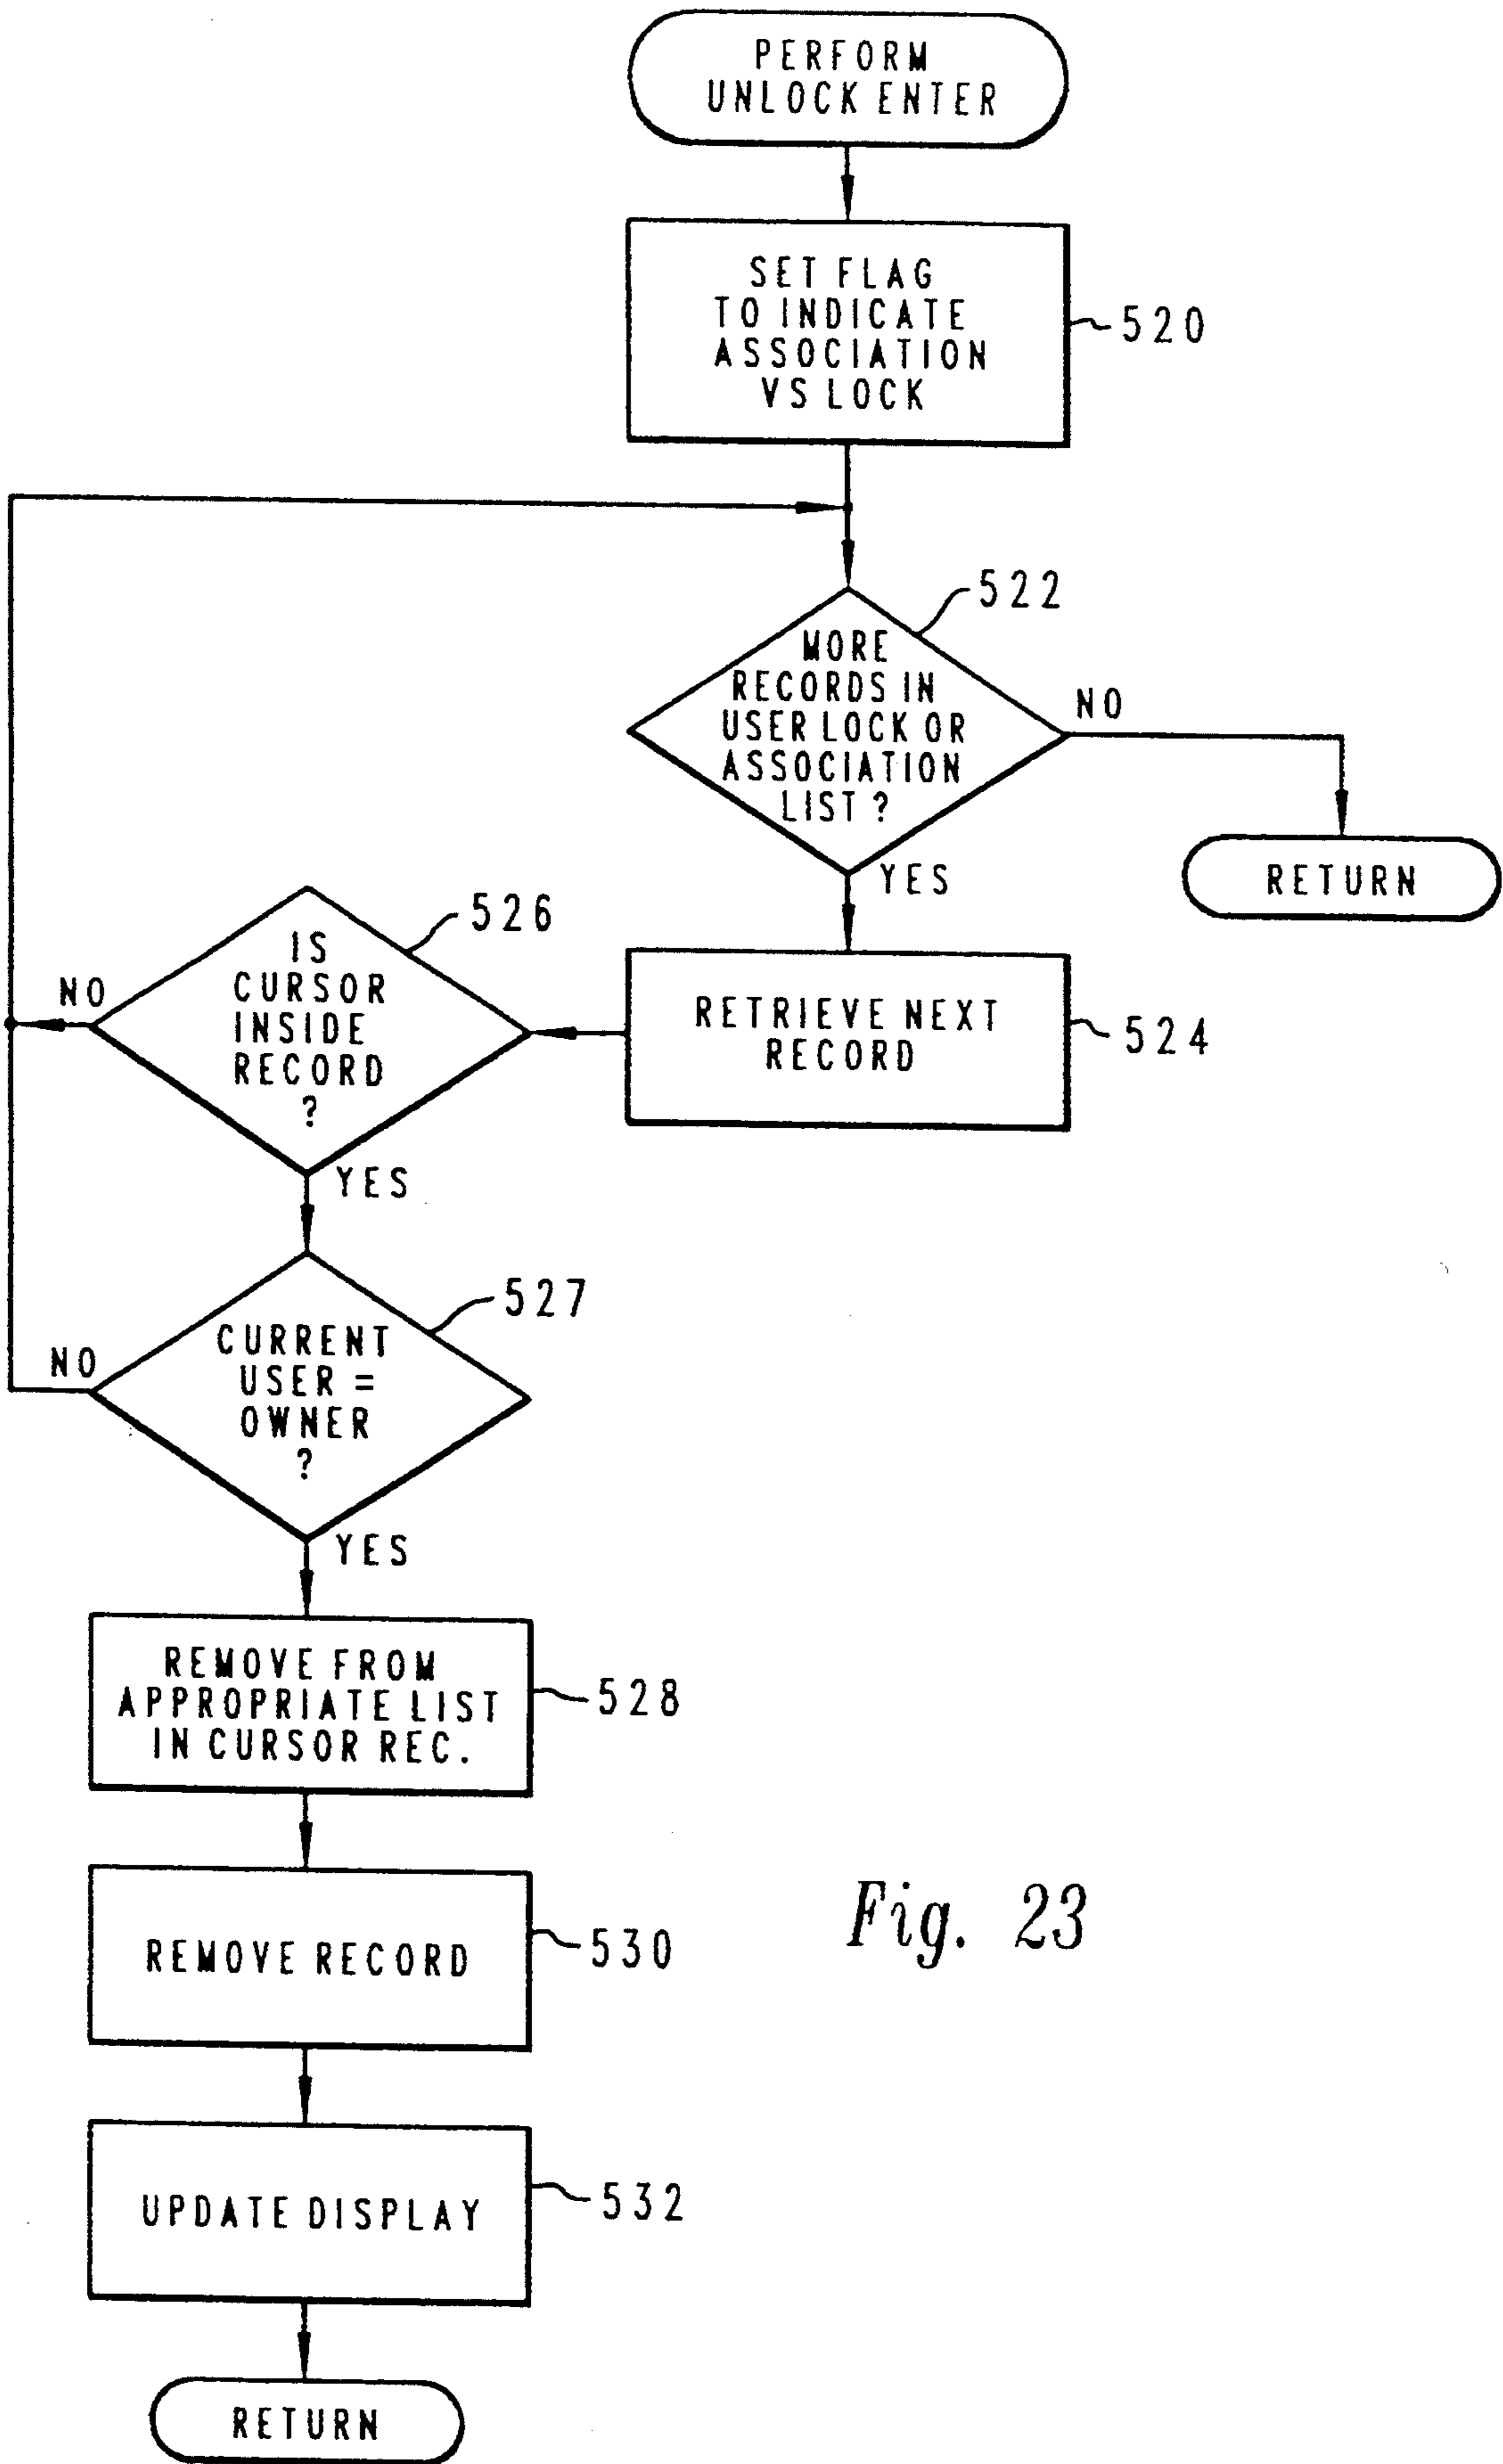 PERFORM
UNLOCK ENTER
SET FLAG
TO INDICATE
ASSOCIATION
VS LOCK
520
522
MORE
RECORDS IN
USER LOCK OR
ASSOCIATION
LIST ?
NO
RETURN
YES
RETRIEVE NEXT
RECORD
524
526
IS
CURSOR
INSIDE
RECORD
?
NO
YES
527
CURRENT
USER =
OWNER
?
NO
YES
REMOVE FROM
APPROPRIATE LIST
IN CURSOR REC.
528
REMOVE RECORD
530
UPDATE DISPLAY
532
RETURN
Fig. 23